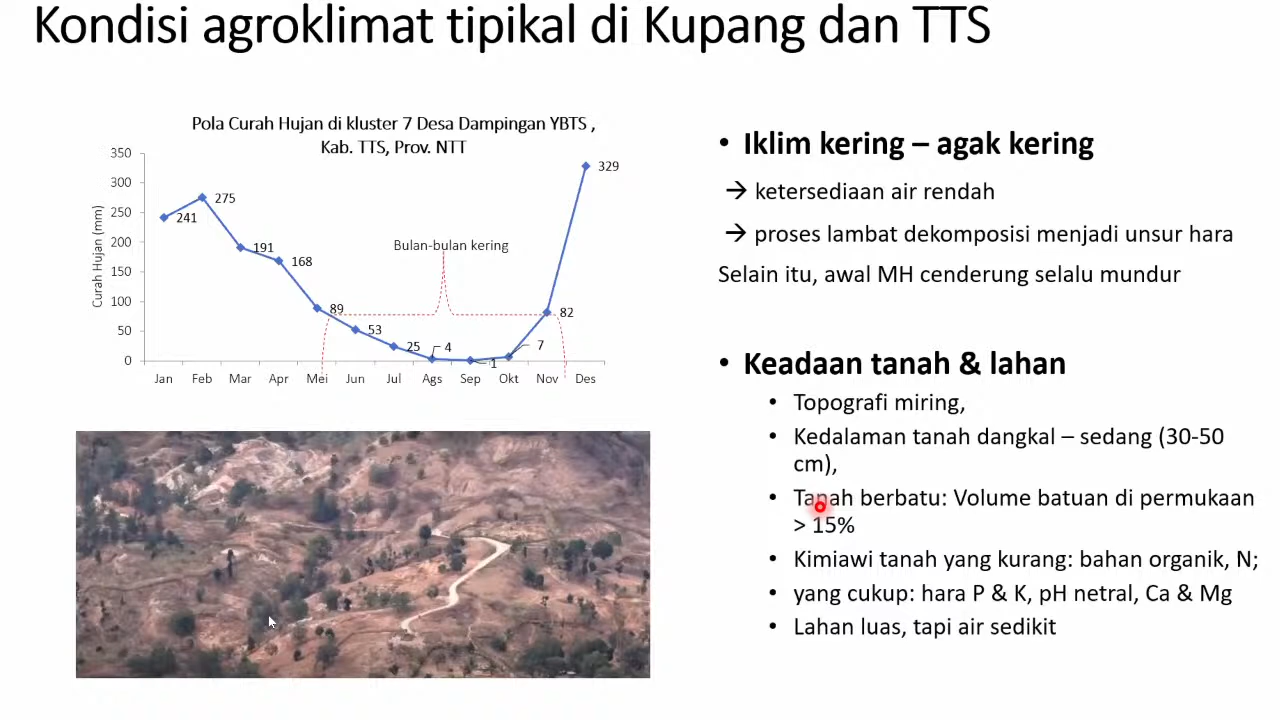 Kondisi agroklimat tipikal di Kupang dan TTS
Pola Curah Hujan di kluster 7 Desa Dampingan YBTS ,
Kab. TTS, Prov. NTT
Curah Hujan (mm)
350
300
250
200
150
100
50
0
241
275
191
168
89
53
25
4
1
7
82
329
Bulan-bulan kering
Jan Feb Mar Apr Mei Jun Jul Ags Sep Okt Nov Des
• Iklim kering – agak kering
→ ketersediaan air rendah
→ proses lambat dekomposisi menjadi unsur hara
Selain itu, awal MH cenderung selalu mundur
• Keadaan tanah & lahan
• Topografi miring,
• Kedalaman tanah dangkal – sedang (30-50
cm),
• Tanah berbatu: Volume batuan di permukaan
> 15%
• Kimiawi tanah yang kurang: bahan organik, N;
• yang cukup: hara P & K, pH netral, Ca & Mg
• Lahan luas, tapi air sedikit